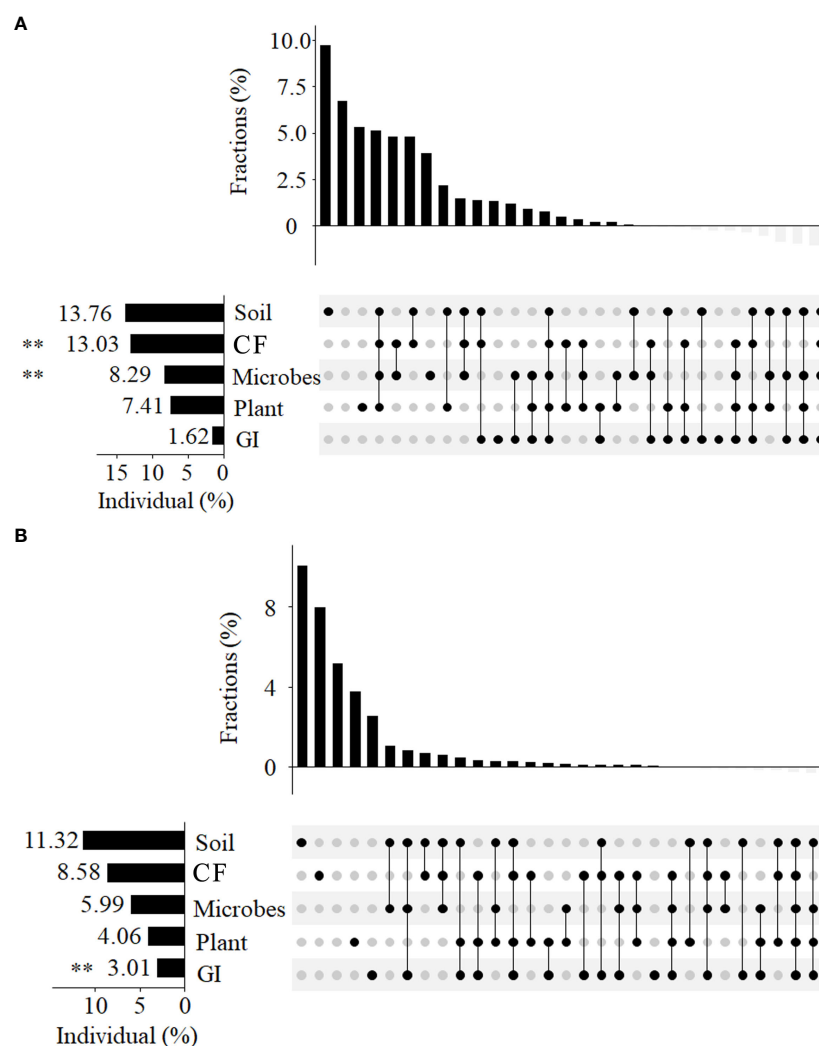 A
Fractions (%)
10.0
7.5
5.0
2.5
0
13.76 Soil
** 13.03 CF
** 8.29 Microbes
7.41 Plant
1.62 GI
15 10 5 0
Individual (%)
B
Fractions (%)
8
4
0
11.32 Soil
8.58 CF
5.99 Microbes
4.06 Plant
** 3.01 GI
10 5 0
Individual (%)